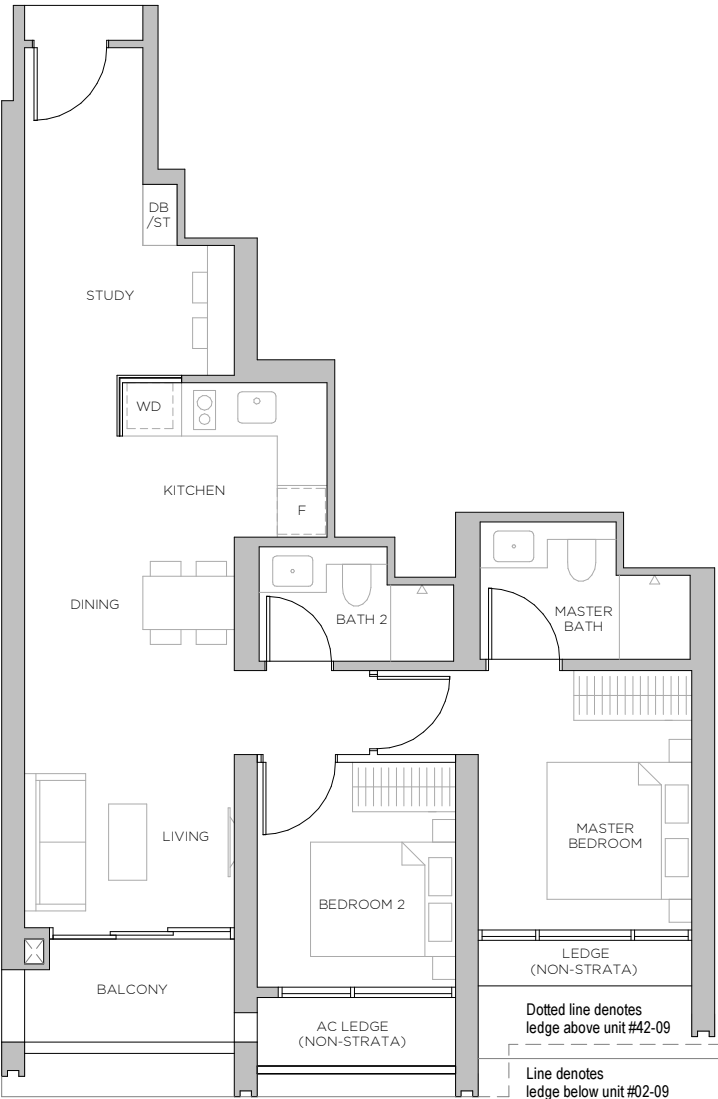 DB
/ST
STUDY
WD
KITCHEN
F
DINING
BATH 2
MASTER
BATH
LIVING
MASTER
BEDROOM
BEDROOM 2
LEDGE
(NON-STRATA)
BALCONY
AC LEDGE
(NON-STRATA)
Dotted line denotes
ledge above unit #42-09
Line denotes
ledge below unit #02-09